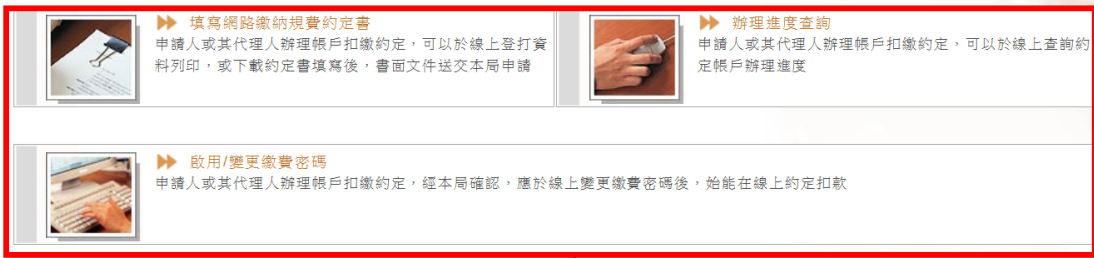 填寫網路繳納規費約定書
申請人或其代理人辦理帳戶扣繳約定，可以於線上登打資
料列印，或下載約定書填寫後，書面文件送交本局申請
辦理進度查詢
申請人或其代理人辦理帳戶扣繳約定，可以於線上查詢約
定帳戶辦理進度
啟用/變更繳費密碼
申請人或其代理人辦理帳戶扣繳約定，經本局確認，應於線上變更繳費密碼後，始能在線上約定扣款